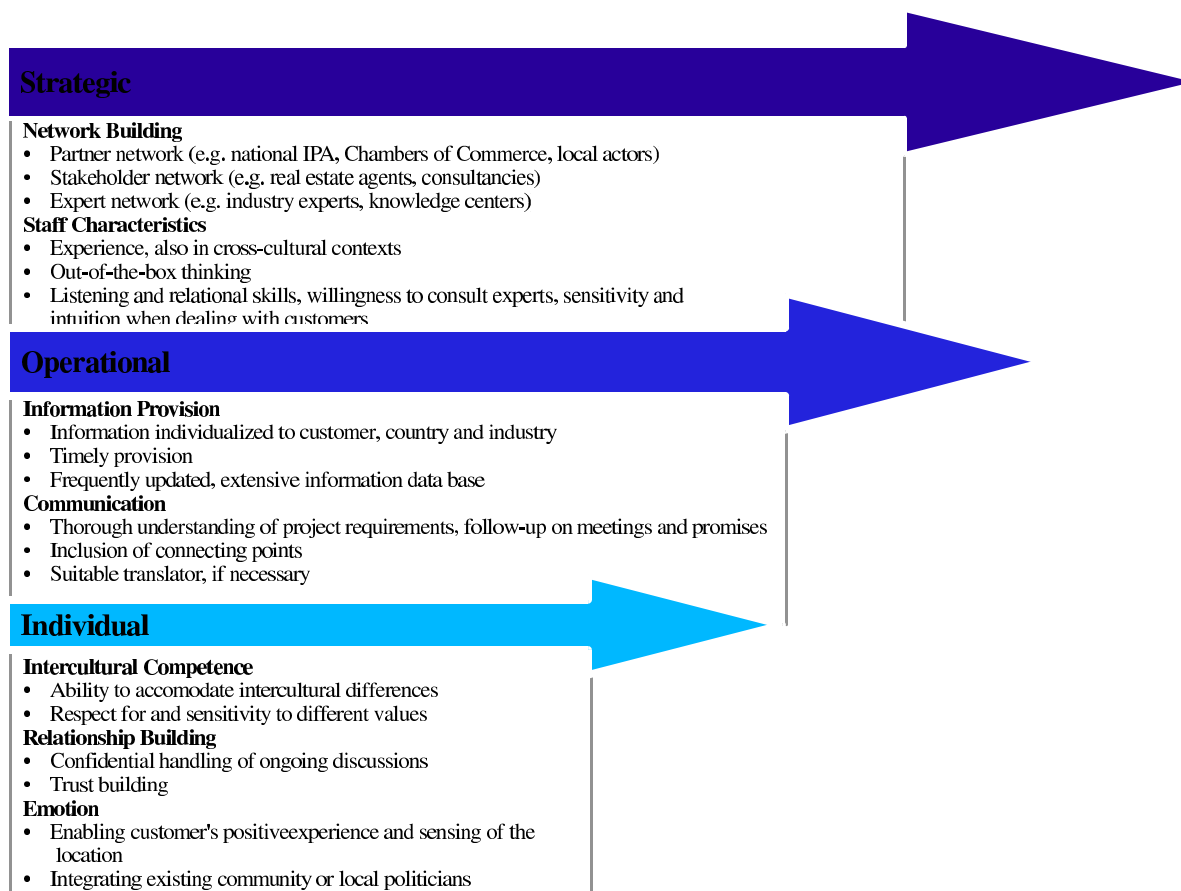 Strategic
Network Building
• Partner network (e.g. national IPA, Chambers of Commerce, local actors)
• Stakeholder network (e.g. real estate agents, consultancies)
• Expert network (e.g. industry experts, knowledge centers)
Staff Characteristics
• Experience, also in cross-cultural contexts
• Out-of-the-box thinking
• Listening and relational skills, willingness to consult experts, sensitivity and
intuition when dealing with customers
Operational
Information Provision
• Information individualized to customer, country and industry
• Timely provision
• Frequently updated, extensive information data base
Communication
• Thorough understanding of project requirements, follow-up on meetings and promises
• Inclusion of connecting points
• Suitable translator, if necessary
Individual
Intercultural Competence
• Ability to accomodate intercultural differences
• Respect for and sensitivity to different values
Relationship Building
• Confidential handling of ongoing discussions
• Trust building
Emotion
• Enabling customer's positiveexperience and sensing of the
location
• Integrating existing community or local politicians